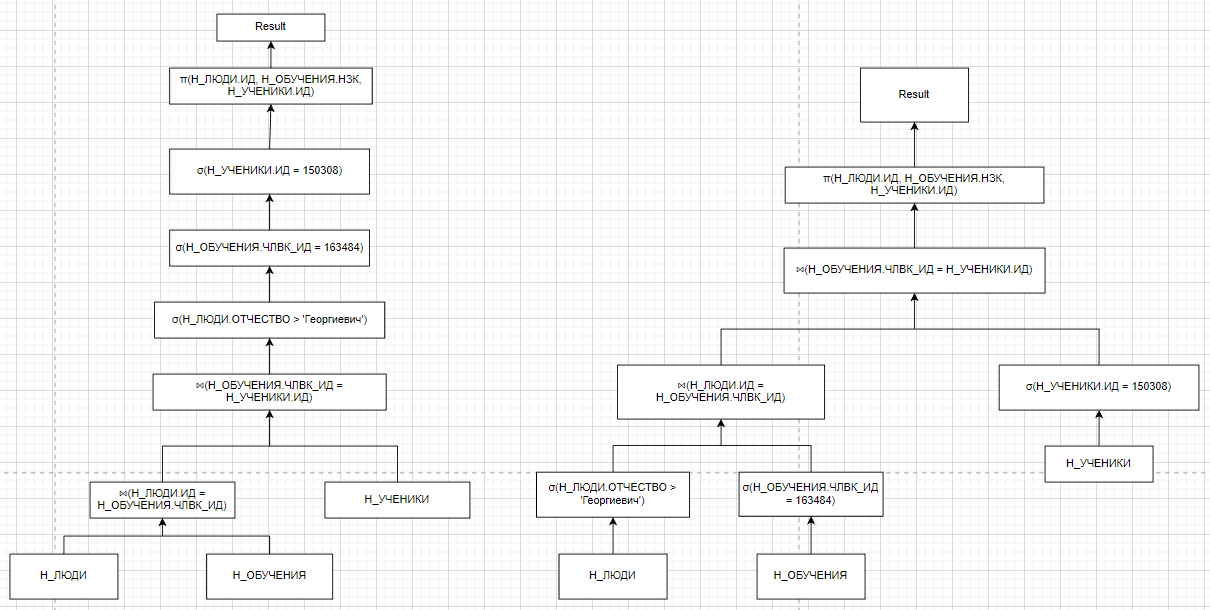 Result
π(Н_ЛЮДИ.ИД, Н_ОБУЧЕНИЯ.НЗК,
Н_УЧЕНИКИ.ИД)
σ(Н_УЧЕНИКИ.ИД = 150308)
σ(Н_ОБУЧЕНИЯ.ЧЛВК_ИД = 163484)
σ(Н_ЛЮДИ.ОТЧЕСТВО > 'Георгиевич')
⋈(Н_ОБУЧЕНИЯ.ЧЛВК_ИД =
Н_УЧЕНИКИ.ИД)
⋈(Н_ЛЮДИ.ИД =
Н_ОБУЧЕНИЯ.ЧЛВК_ИД)
Н_УЧЕНИКИ
Н_ЛЮДИ
Н_ОБУЧЕНИЯ
Result
π(Н_ЛЮДИ.ИД, Н_ОБУЧЕНИЯ.НЗК,
Н_УЧЕНИКИ.ИД)
⋈(Н_ОБУЧЕНИЯ.ЧЛВК_ИД = Н_УЧЕНИКИ.ИД)
⋈(Н_ЛЮДИ.ИД =
Н_ОБУЧЕНИЯ.ЧЛВК_ИД)
σ(Н_УЧЕНИКИ.ИД = 150308)
Н_УЧЕНИКИ
σ(Н_ЛЮДИ.ОТЧЕСТВО >
'Георгиевич')
σ(Н_ОБУЧЕНИЯ.ЧЛВК_ИД
= 163484)
Н_ЛЮДИ
Н_ОБУЧЕНИЯ